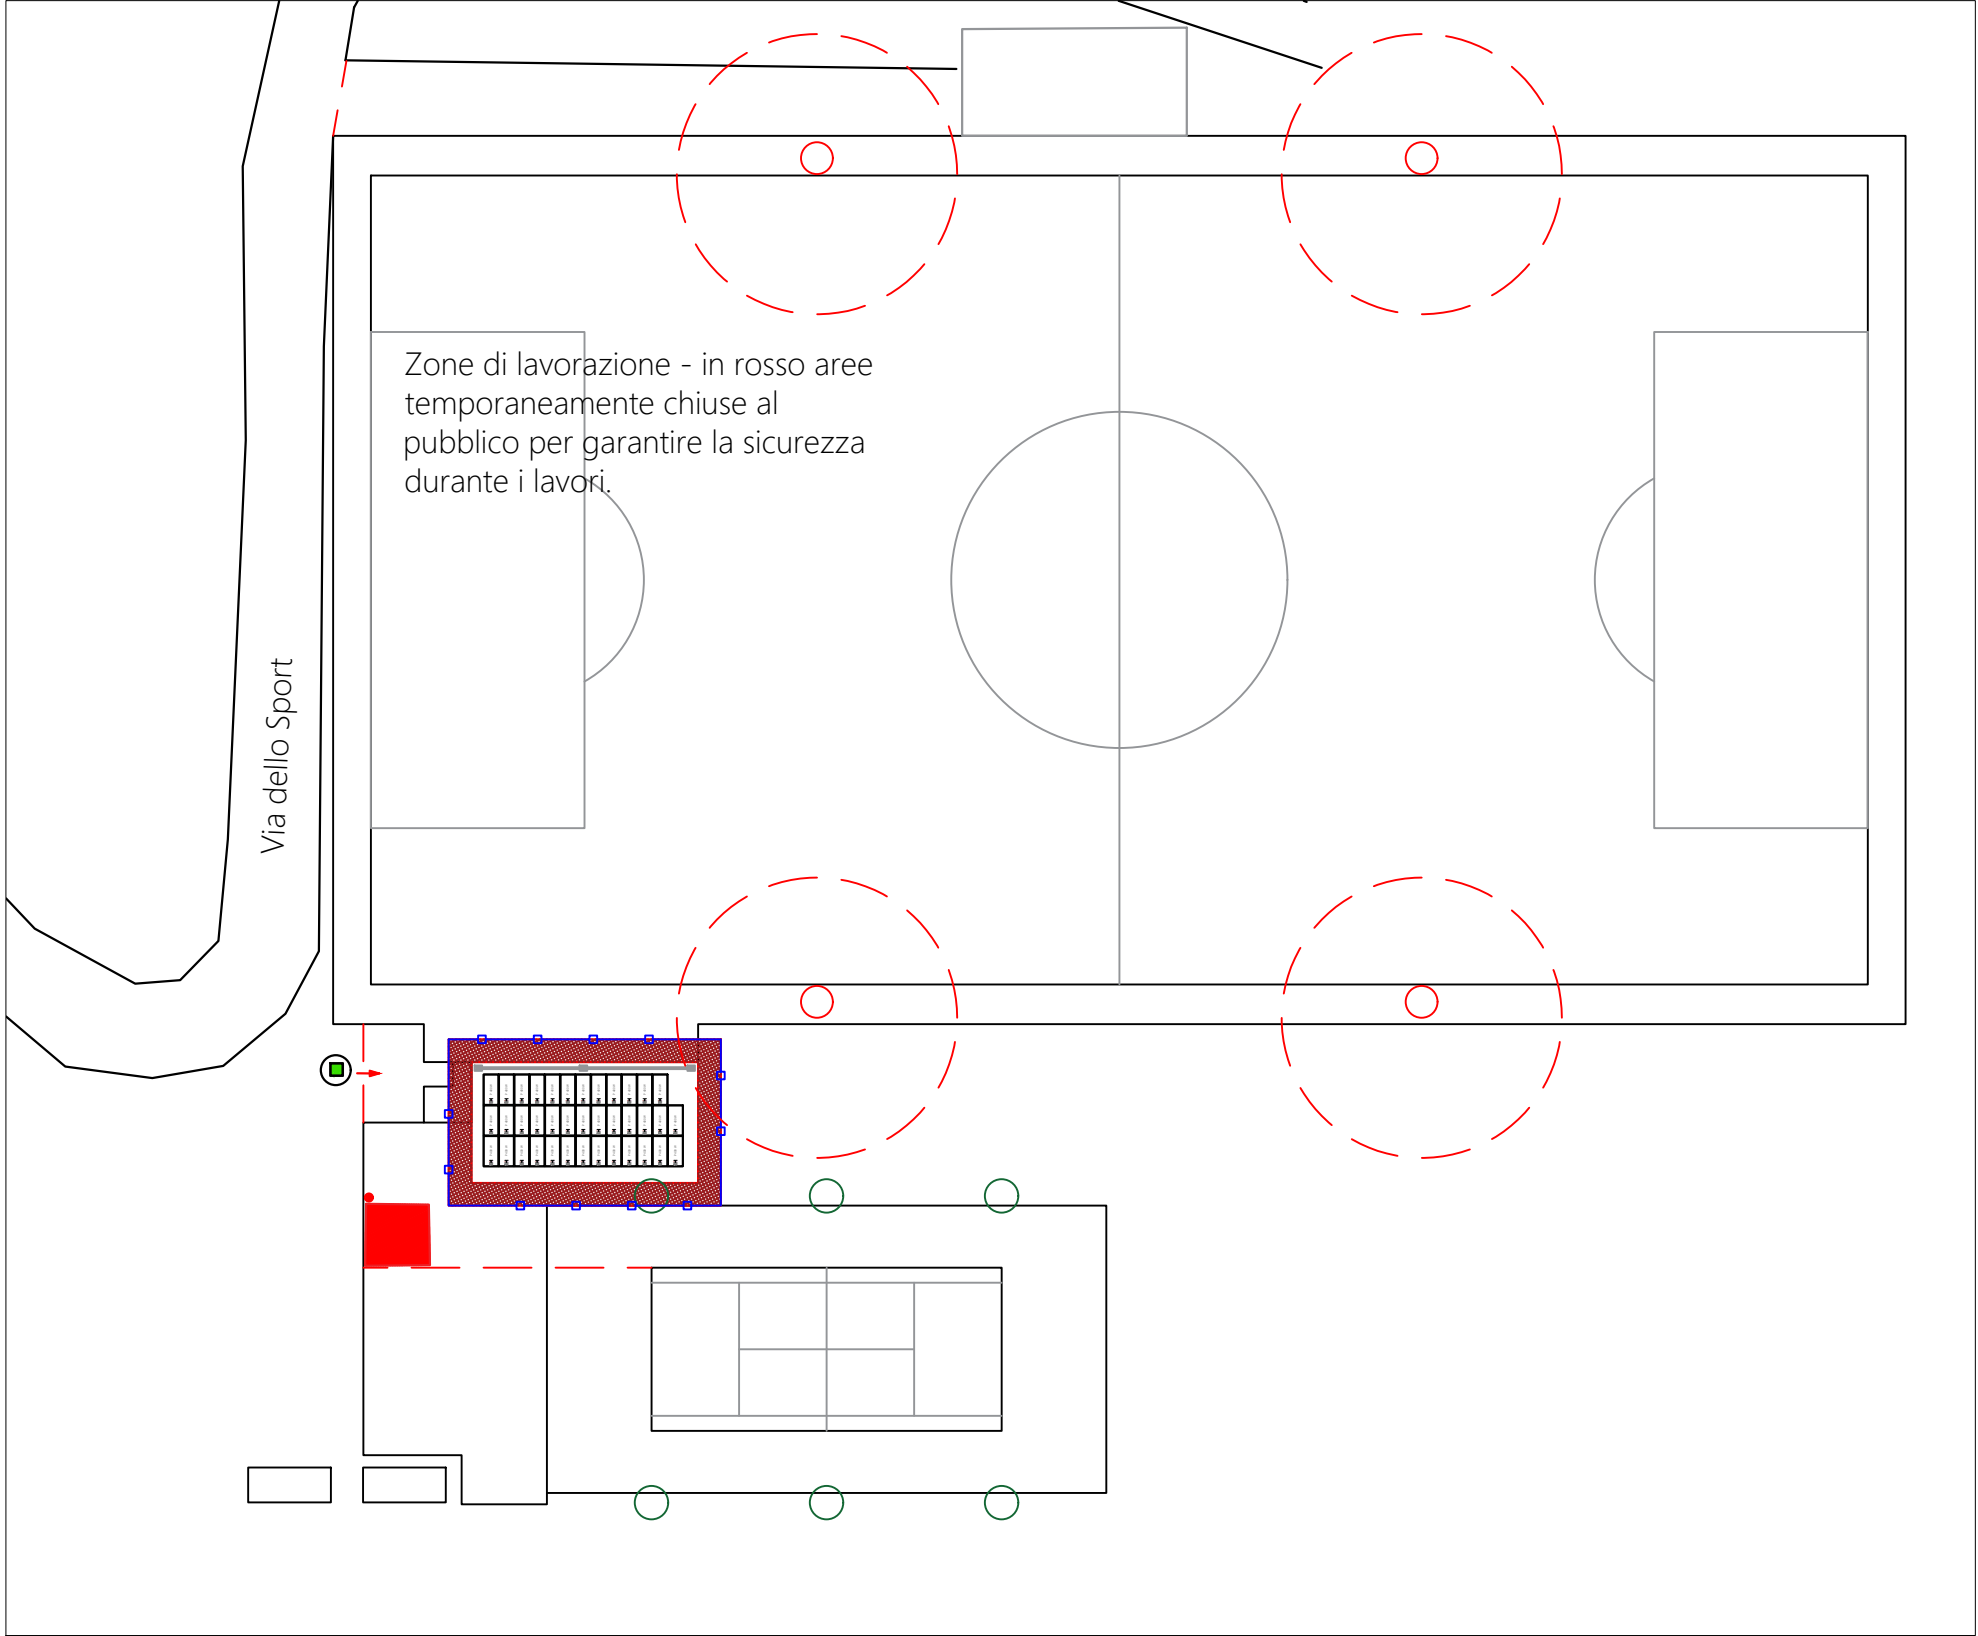 Zone di lavorazione - in rosso aree
temporaneamente chiuse al
pubblico per garantire la sicurezza
durante i lavori.
Via dello Sport